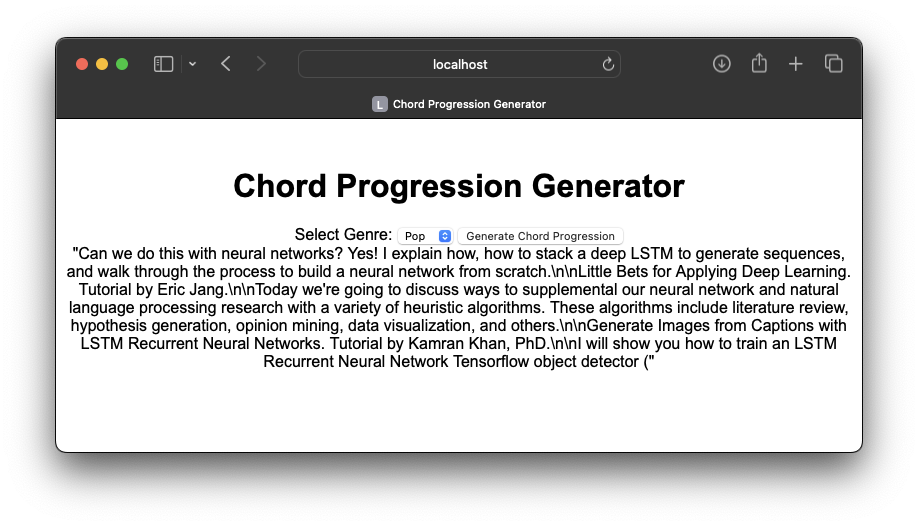 localhost
L Chord Progression Generator
Chord Progression Generator
Select Genre: Pop Generate Chord Progression
"Can we do this with neural networks? Yes! I explain how, how to stack a deep LSTM to generate sequences,
and walk through the process to build a neural network from scratch.\n\nLittle Bets for Applying Deep Learning.
Tutorial by Eric Jang.\n\nToday we're going to discuss ways to supplemental our neural network and natural
language processing research with a variety of heuristic algorithms. These algorithms include literature review,
hypothesis generation, opinion mining, data visualization, and others.\n\nGenerate Images from Captions with
LSTM Recurrent Neural Networks. Tutorial by Kamran Khan, PhD.\n\nI will show you how to train an LSTM
Recurrent Neural Network Tensorflow object detector ("